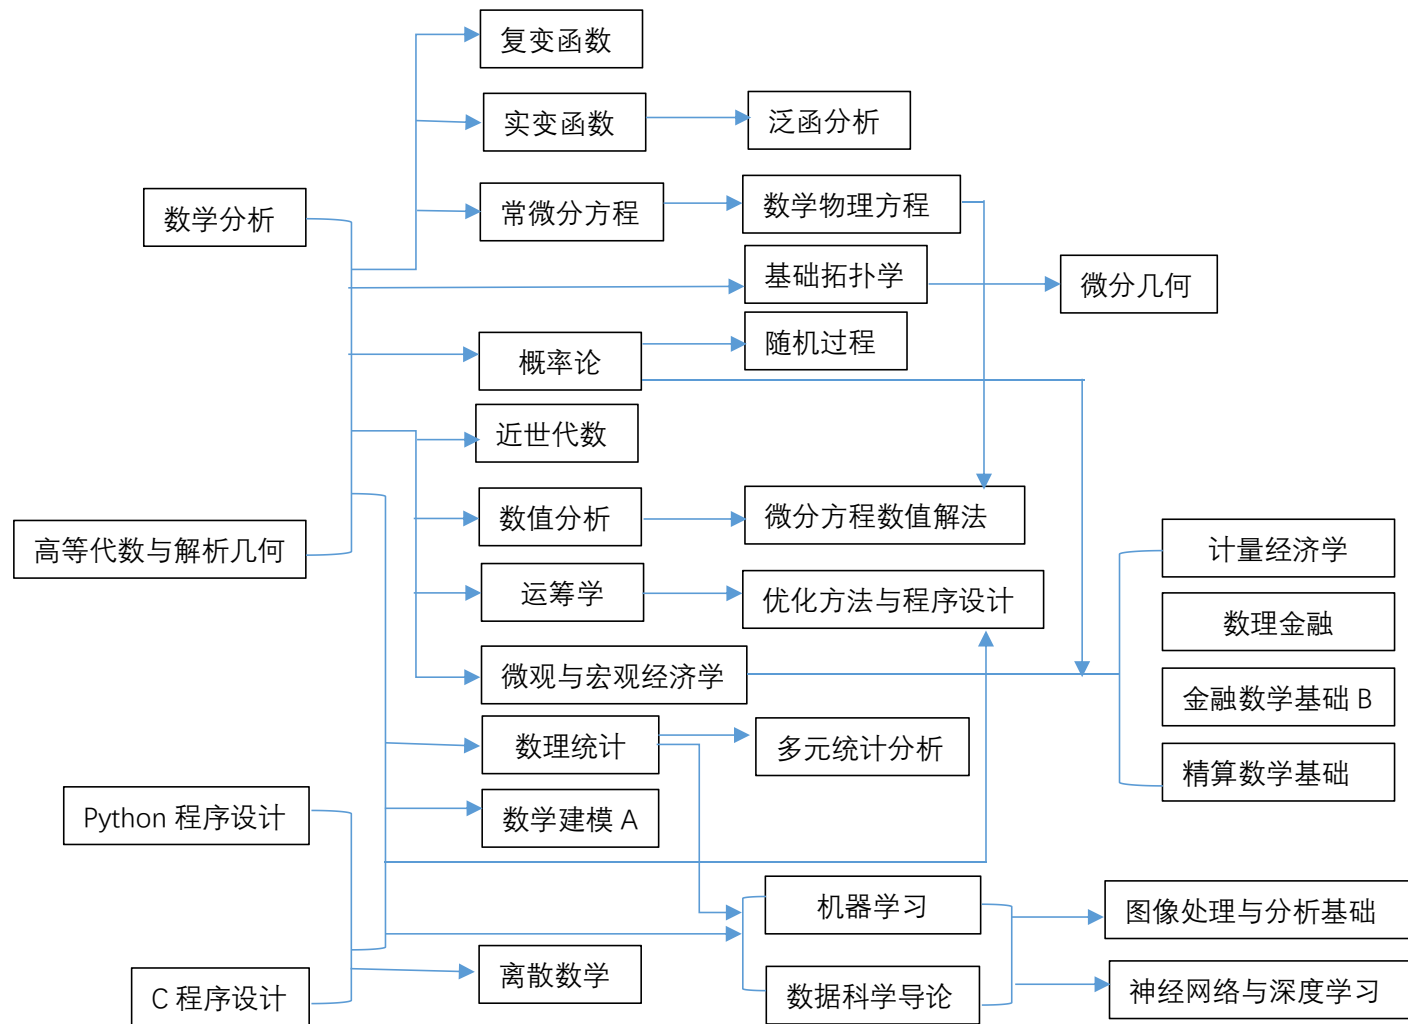 复变函数
实变函数
泛函分析
数学分析
常微分方程
数学物理方程
基础拓扑学
微分几何
概率论
随机过程
近世代数
高等代数与解析几何
数值分析
微分方程数值解法
计量经济学
运筹学
优化方法与程序设计
数理金融
微观与宏观经济学
金融数学基础 B
数理统计
多元统计分析
精算数学基础
Python 程序设计
数学建模 A
机器学习
图像处理与分析基础
C 程序设计
离散数学
数据科学导论
神经网络与深度学习